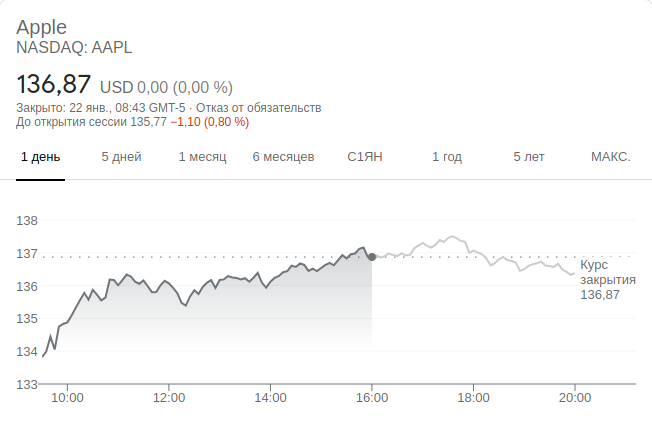 Apple
NASDAQ: AAPL
136,87 USD 0,00 (0,00 %)
Закрыто: 22 янв., 08:43 GMT-5 · Отказ от обязательств
До открытия сессии 135,77 −1,10 (0,80 %)
1 день 5 дней 1 месяц 6 месяцев С1ЯН 1 год 5 лет МАКС.
138
137
136
135
134
133
Курс
закрытия
136,87
10:00 12:00 14:00 16:00 18:00 20:00